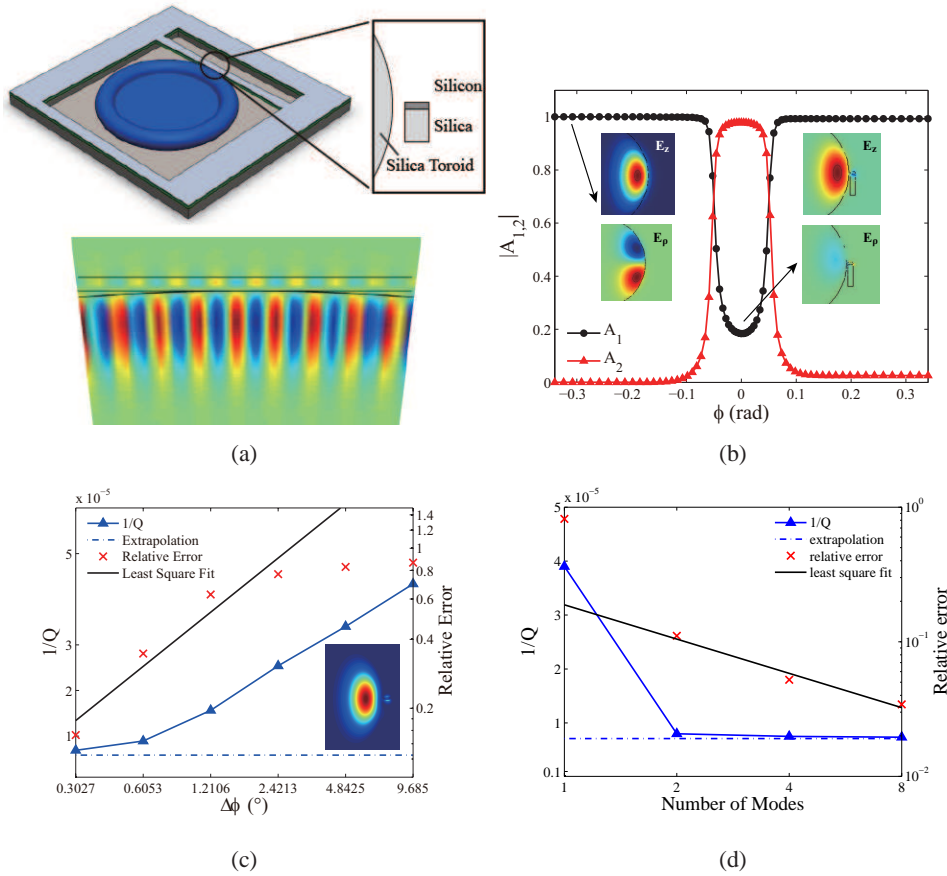 Silicon
Silica
Silica Toroid
(a)
|A1,2|
1
0.8
0.6
0.4
0.2
0
Ez
Eρ
Ez
Eρ
A1
A2
−0.3 −0.2 −0.1 0 0.1 0.2 0.3
ϕ (rad)
(b)
x 10⁻⁵
1/Q
5
3
2
1
1/Q
Extrapolation
Relative Error
Least Square Fit
1.4
1.2
1
0.8
0.6
0.4
0.2
Relative Error
0.3027 0.6053 1.2106 2.4213 4.8425 9.685
Δϕ (°)
(c)
x 10⁻⁵
1/Q
5
4
3
2
1
0.1
1/Q
extrapolation
relative error
least square fit
10⁰
10⁻¹
10⁻²
Relative error
1 2 4 8
Number of Modes
(d)